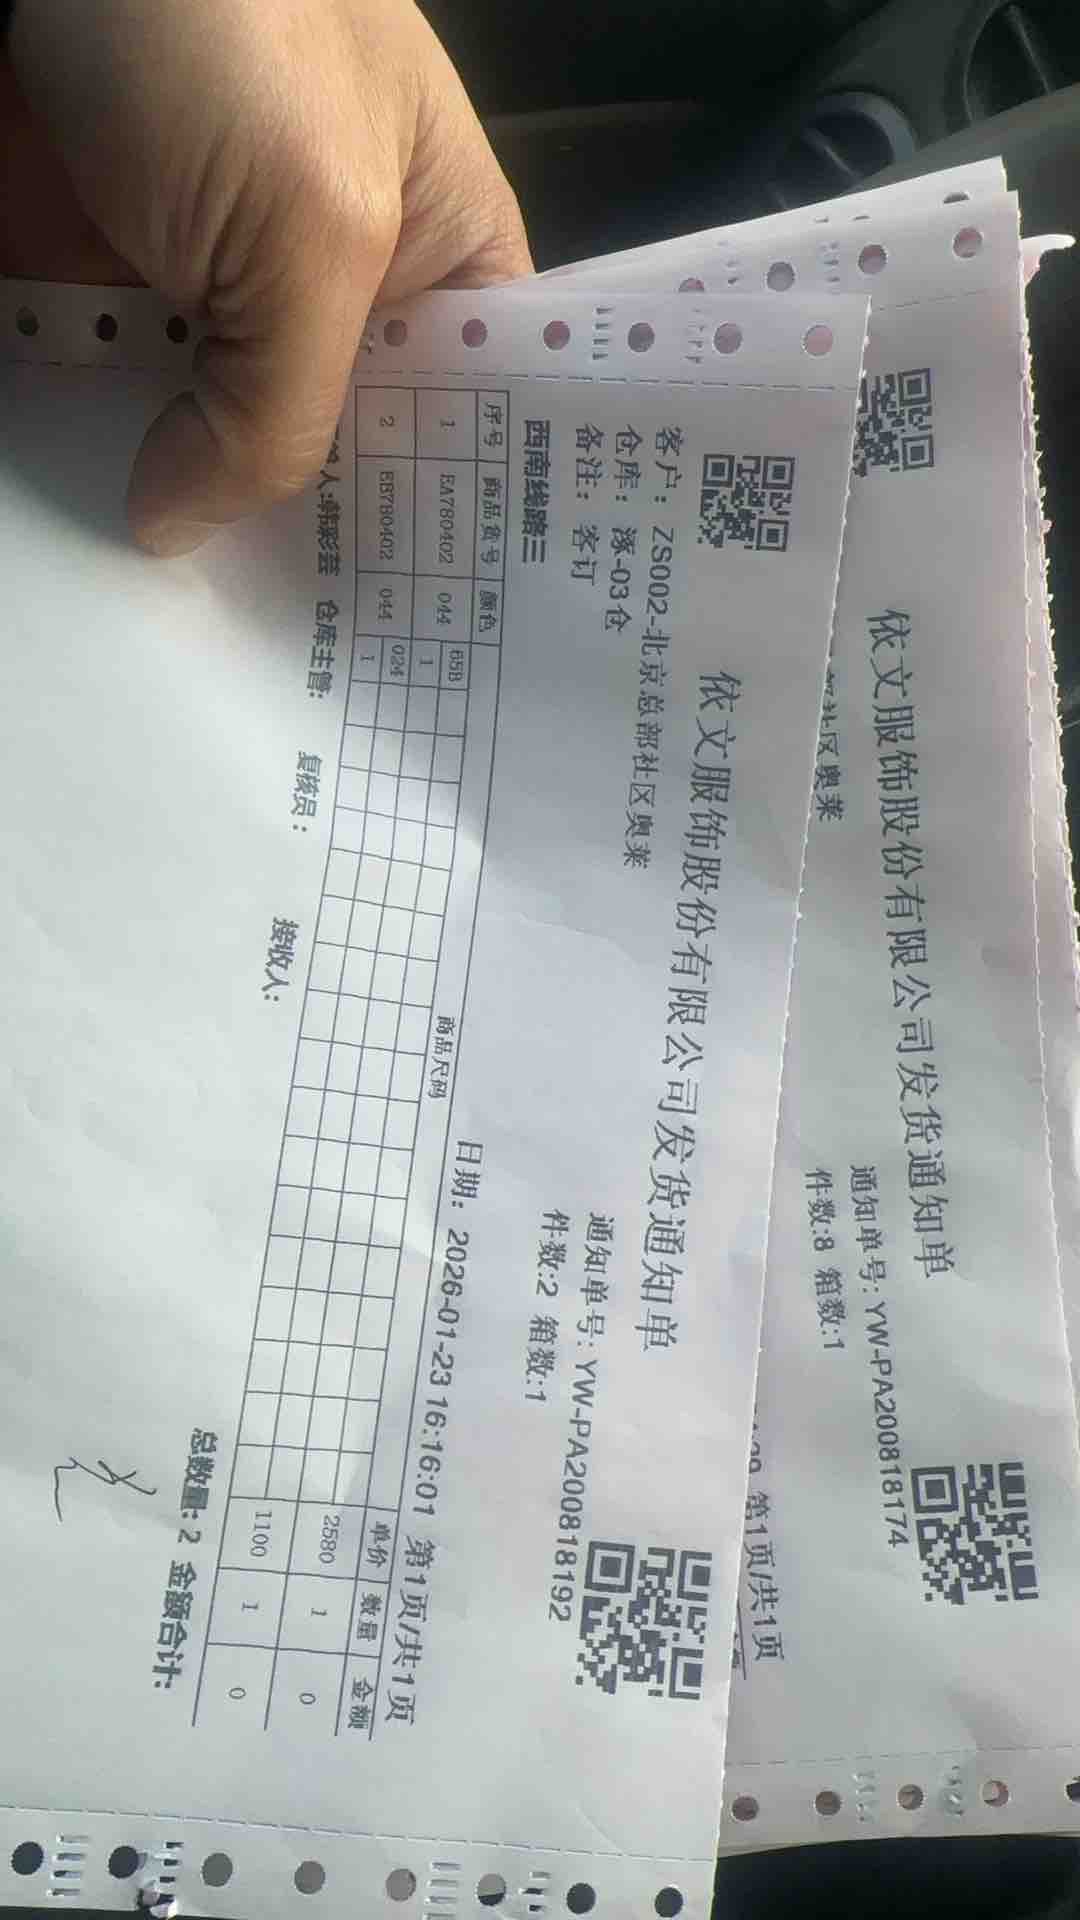 依文服饰股份有限公司发货通知单
客户：ZS002-北京总部社区奥莱
通知单号：YW-PA200818192
仓库：涿-03仓
件数:2 箱数:1
备注：客订
西南线路三
日期：2026-01-23 16:16:01 第1页/共1页
序号 商品货号 颜色 商品尺码 单价 数量 金额
65B
1 EA780402 044 1 2580 1 0
024
2 EB780402 044 1 1100 1 0
人:韩彩芸 仓库主管： 复核员： 接收人：
总数量: 2 金额合计:
依文服饰股份有限公司发货通知单
社区奥莱
通知单号：YW-PA200818174
件数:8 箱数:1
第1页/共1页